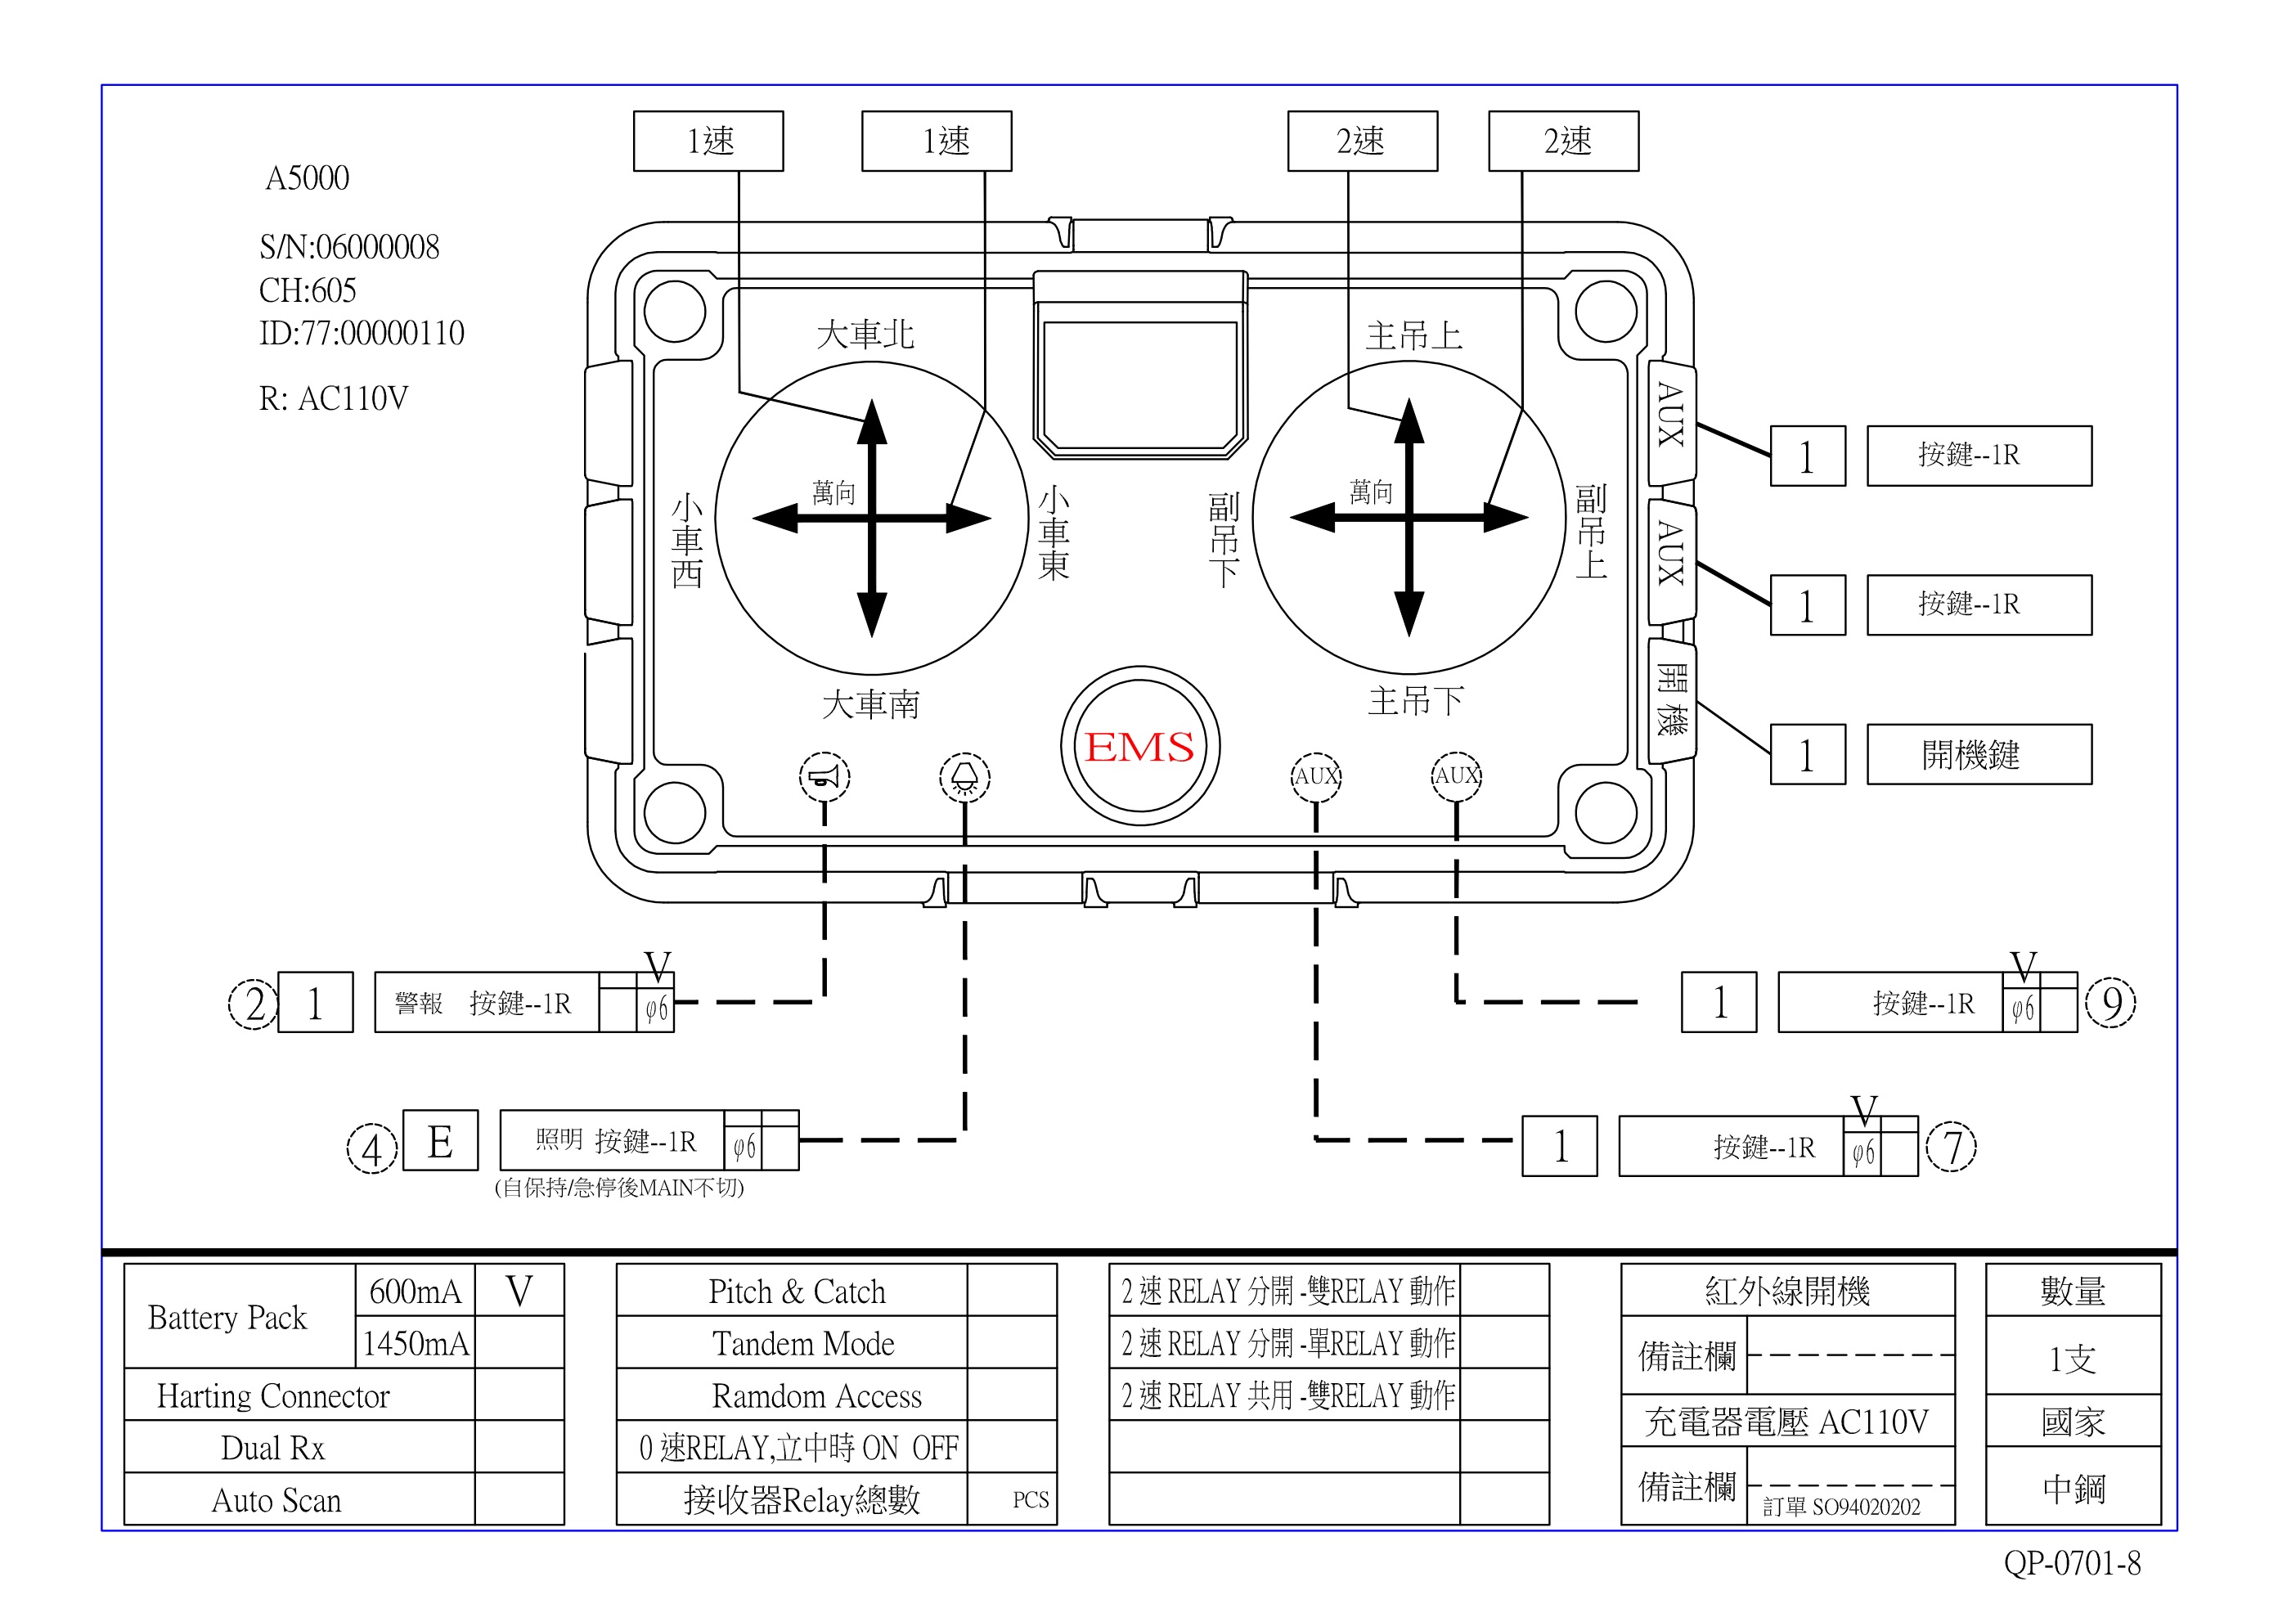 1速
1速
2速
2速
A5000
S/N:06000008
CH:605
ID:77:00000110
R: AC110V
大車北
主吊上
萬向
萬向
小車西
小車東
副吊下
副吊上
大車南
主吊下
EMS
AUX
AUX
AUX
1
按鍵--1R
AUX
1
按鍵--1R
開機
1
開機鍵
2
1
警報 按鍵--1R
V
φ6
4
E
照明 按鍵--1R
φ6
(自保持/急停後MAIN不切)
1
按鍵--1R
V
φ6
9
1
按鍵--1R
V
φ6
7
Battery Pack
600mA
V
1450mA
Harting Connector
Dual Rx
Auto Scan
Pitch & Catch
Tandem Mode
Ramdom Access
0 速RELAY,立中時 ON OFF
接收器Relay總數
PCS
2 速 RELAY 分開 -雙RELAY 動作
2 速 RELAY 分開 -單RELAY 動作
2 速 RELAY 共用 -雙RELAY 動作
紅外線開機
備註欄
充電器電壓 AC110V
備註欄
訂單 SO94020202
數量
1支
國家
中鋼
QP-0701-8